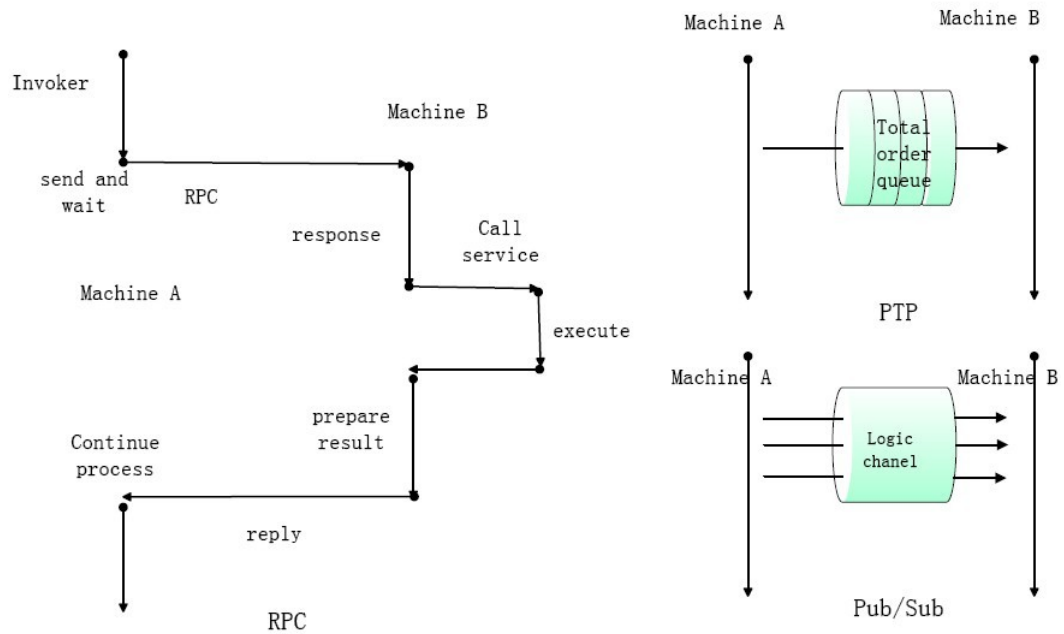 Invoker
Machine B
send and
wait
RPC
response
Call
service
Machine A
execute
prepare
result
Continue
process
reply
RPC
Machine A
Machine B
Total
order
queue
PTP
Machine A
Machine B
Logic
chanel
Pub/Sub